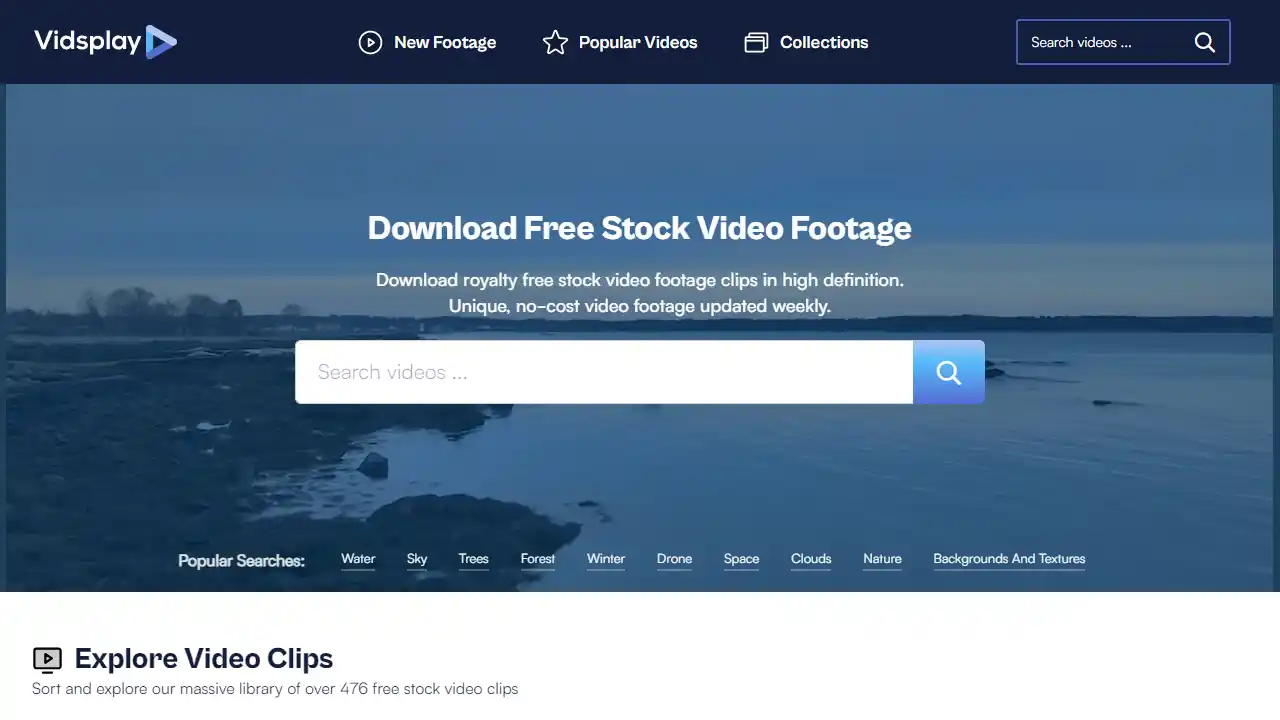 Vidsplay
New Footage
Popular Videos
Collections
Search videos ...
Download Free Stock Video Footage
Download royalty free stock video footage clips in high definition.
Unique, no-cost video footage updated weekly.
Search videos ...
Popular Searches:
Water
Sky
Trees
Forest
Winter
Drone
Space
Clouds
Nature
Backgrounds And Textures
Explore Video Clips
Sort and explore our massive library of over 476 free stock video clips